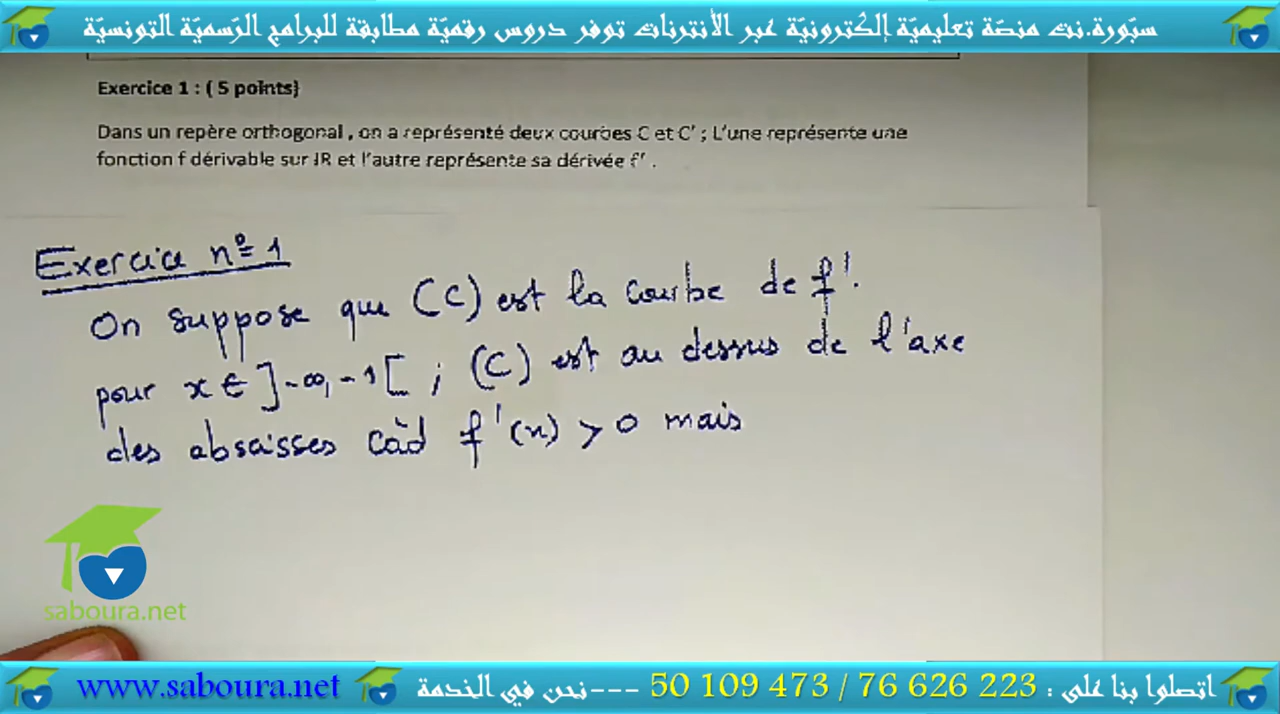 سبّورة.نت منصّة تعليميّة إلكترونيّة عبر الأنترنات توفر دروس رقميّة مطابقة للبرامج الرّسميّة التونسيّة
Exercice 1 : ( 5 points)
Dans un repère orthogonal , on a représenté deux courbes C et C' ; L'une représente une
fonction f dérivable sur IR et l'autre représente sa dérivée f' .
Exercice n° 1
On suppose que (C) est la courbe de f'.
pour x ∈ ]-∞, -1[ ; (C) est au dessus de l'axe
des abscisses càd f'(x) > 0 mais
saboura.net
www.saboura.net اتصلوا بنا على : 50 109 473 / 76 626 223 ---نحن في الخدمة